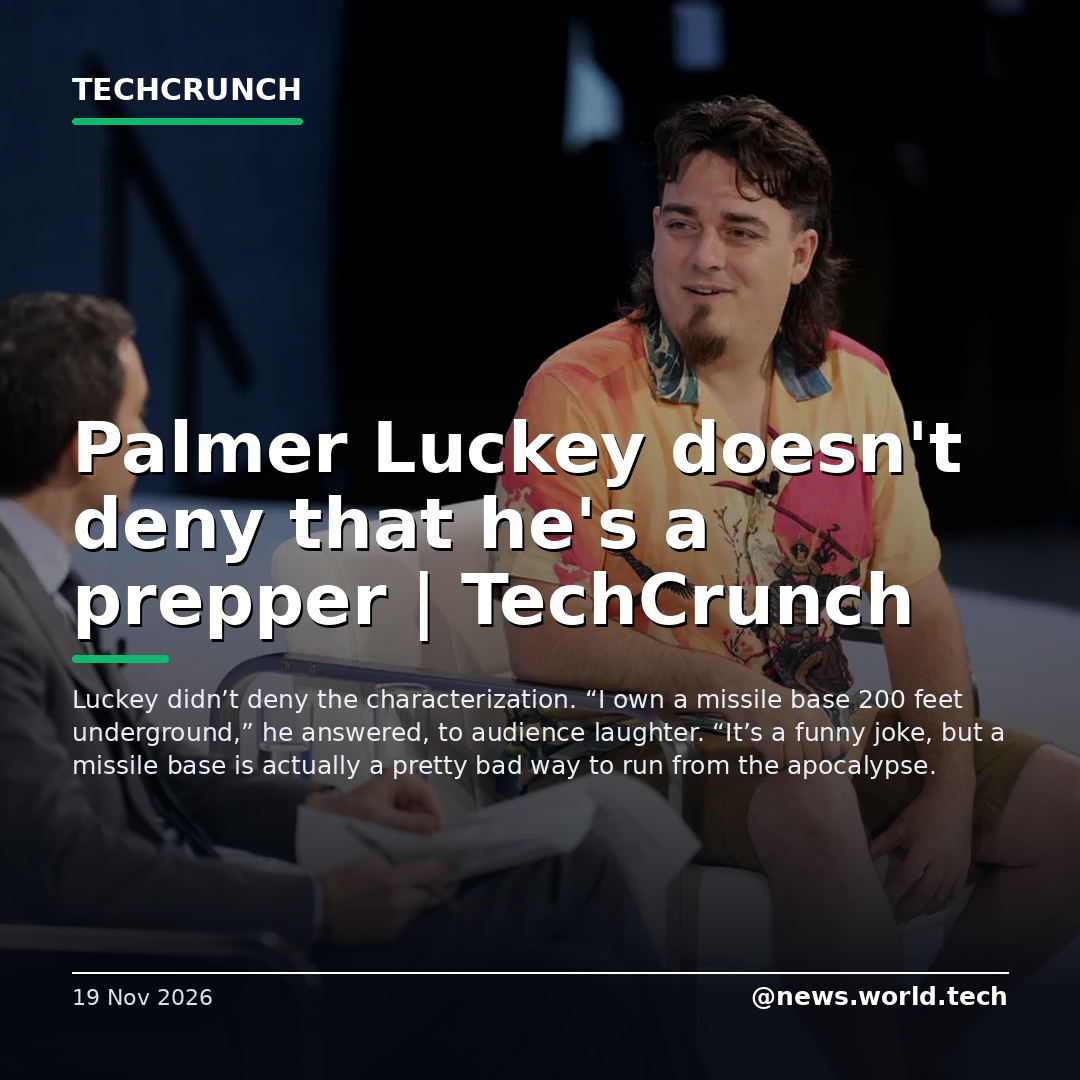 TECHCRUNCH
Palmer Luckey doesn't
deny that he's a
prepper | TechCrunch
Luckey didn’t deny the characterization. “I own a missile base 200 feet
underground,” he answered, to audience laughter. “It’s a funny joke, but a
missile base is actually a pretty bad way to run from the apocalypse.
19 Nov 2026
@news.world.tech